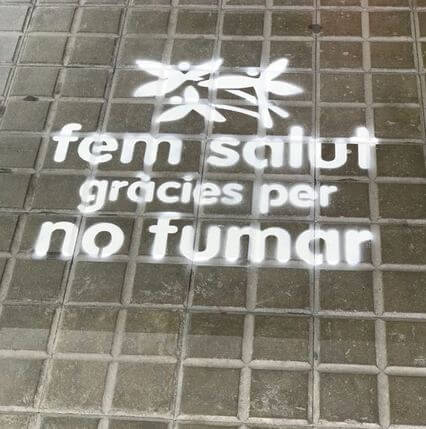 fem salut
gràcies per
no fumar